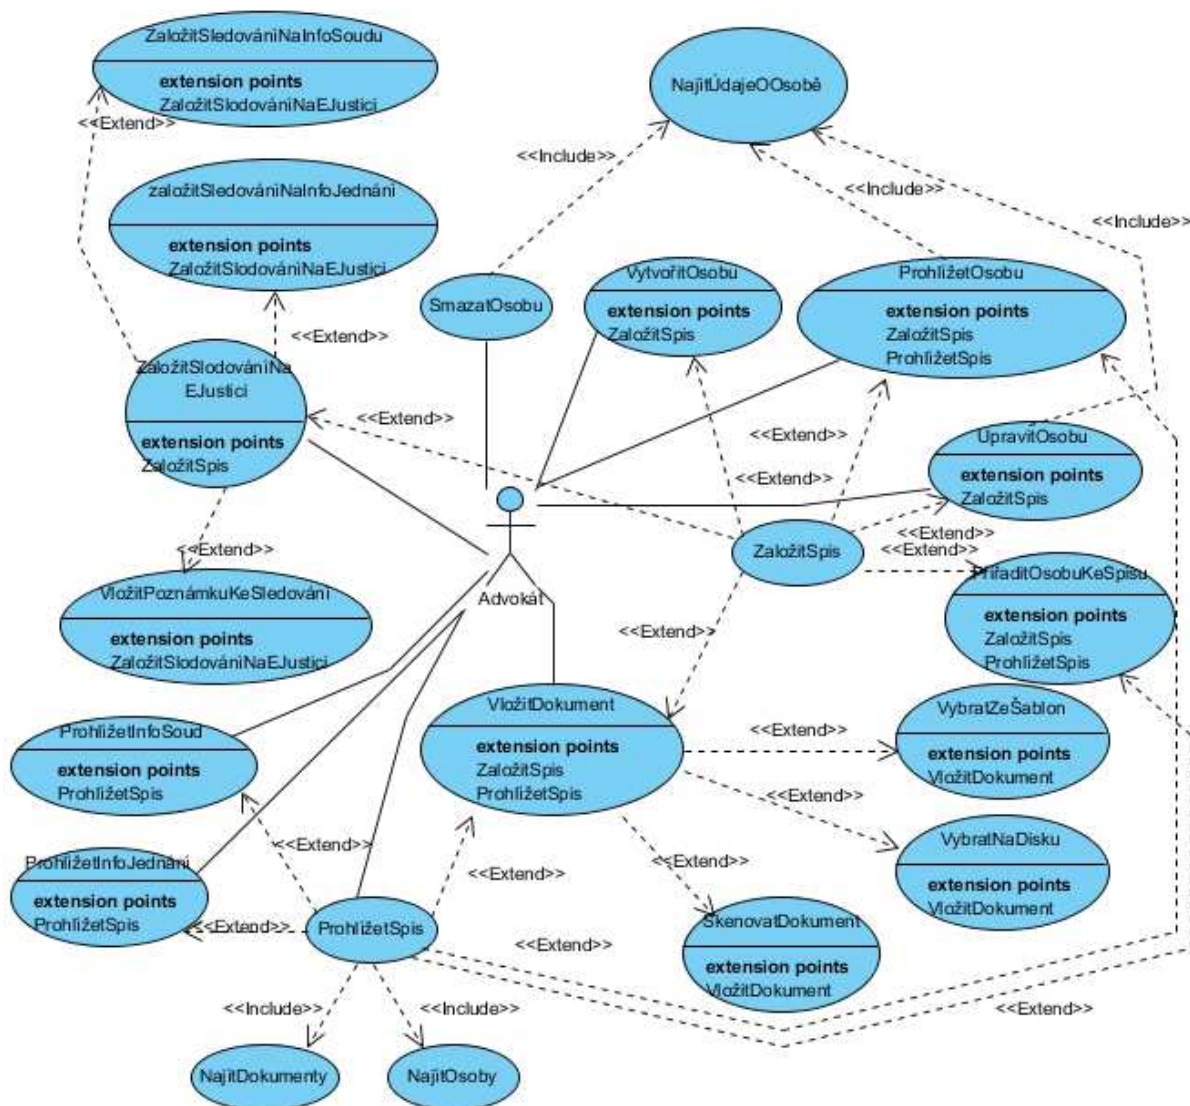 ZaložitSledováníNaInfoSoudu
extension points
ZaložitSlodováníNaEJustici
<<Extend>>
NajítÚdajeOOsobě
<<Include>>
<<Include>>
<<Include>>
založitSledováníNaInfoJednání
extension points
ZaložitSlodováníNaEJustici
<<Extend>>
SmazatOsobu
VytvořitOsobu
extension points
ZaložitSpis
ProhlížetOsobu
extension points
ZaložitSpis
ProhlížetSpis
ZaložitSlodováníNa
EJustici
extension points
ZaložitSpis
<<Extend>>
<<Extend>>
<<Extend>>
UpravitOsobu
extension points
ZaložitSpis
<<Extend>>
<<Extend>>
ZaložitSpis
<<Extend>>
PřiřaditOsobuKeSpisu
extension points
ZaložitSpis
ProhlížetSpis
Advokát
VložitPoznámkuKeSledování
extension points
ZaložitSlodováníNaEJustici
<<Extend>>
VložitDokument
extension points
ZaložitSpis
ProhlížetSpis
<<Extend>>
VybratZeŠablon
extension points
VložitDokument
ProhlížetInfoSoud
extension points
ProhlížetSpis
<<Extend>>
VybratNaDisku
extension points
VložitDokument
<<Extend>>
<<Extend>>
<<Extend>>
ProhlížetInfoJednání
extension points
ProhlížetSpis
<<Extend>>
ProhlížetSpis
SkenovatDokument
extension points
VložitDokument
<<Extend>>
<<Extend>>
<<Include>>
<<Include>>
NajítDokumenty
NajítOsoby